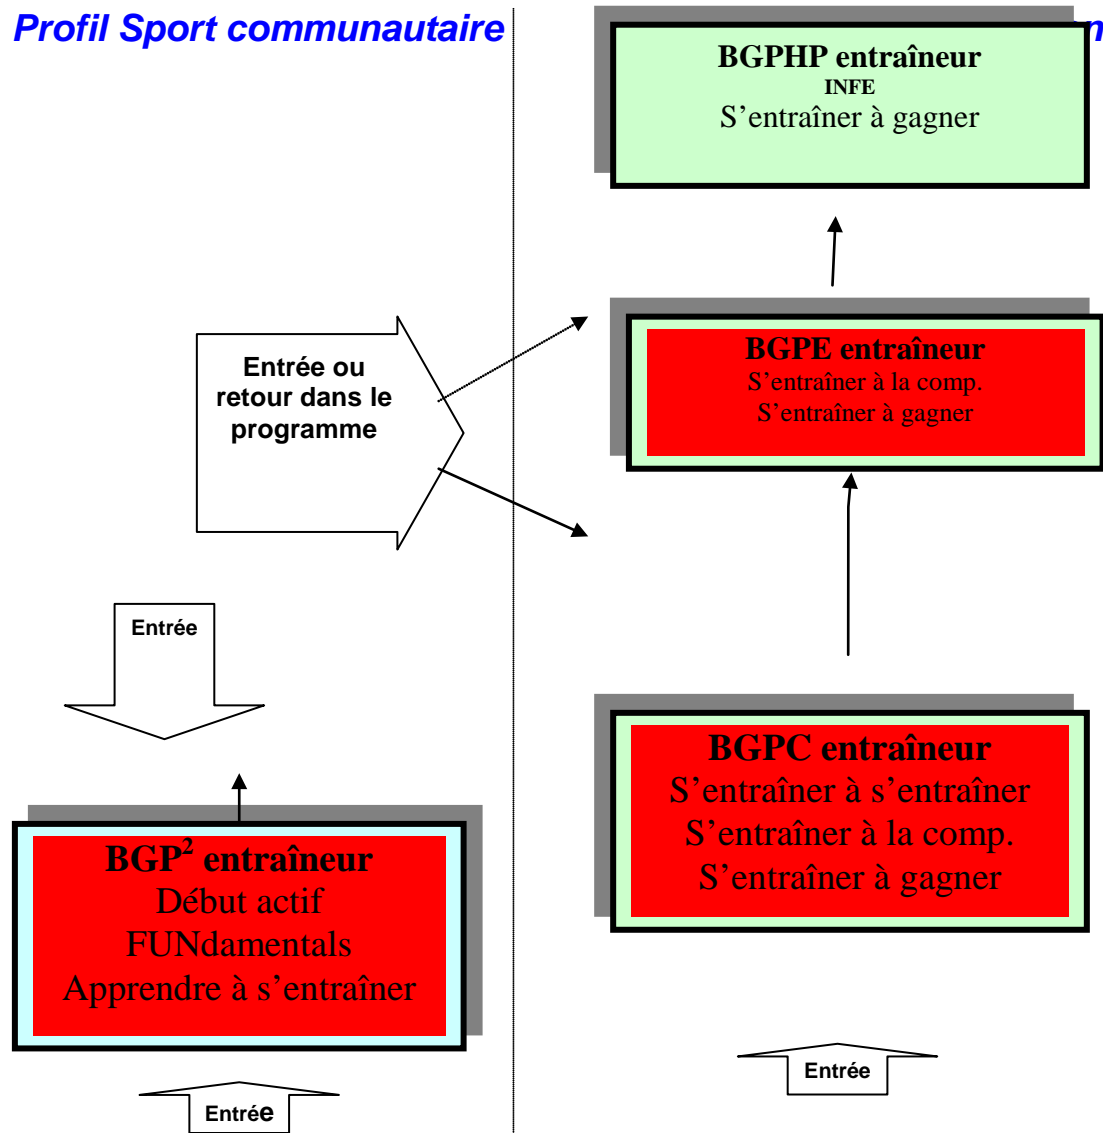 Profil Sport communautaire
BGPHP entraîneur
INFE
S'entraîner à gagner
Entrée ou
retour dans le
programme
BGPE entraîneur
S'entraîner à la comp.
S'entraîner à gagner
Entrée
BGPC entraîneur
S'entraîner à s'entraîner
S'entraîner à la comp.
S'entraîner à gagner
BGP² entraîneur
Début actif
FUNdamentals
Apprendre à s'entraîner
Entrée
Entrée